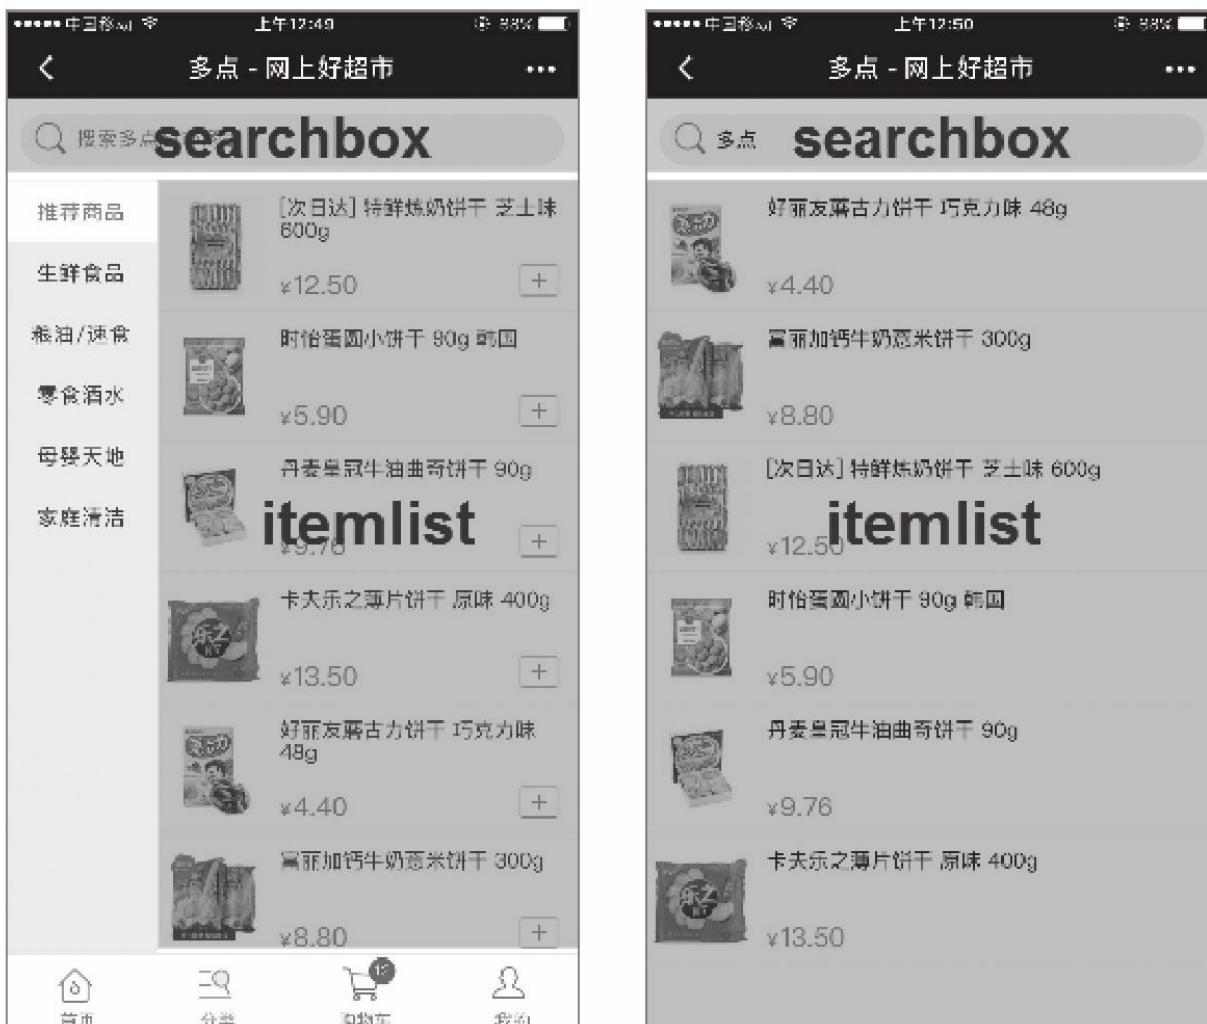 中国移动
上午12:49
88%
多点 - 网上好超市
搜索多点
searchbox
推荐商品
生鲜食品
粮油/速食
零食酒水
母婴天地
家庭清洁
[次日达] 特鲜炼奶饼干 芝士味
600g
¥12.50
时怡蛋圆小饼干 90g 韩国
¥5.90
丹麦皇冠牛油曲奇饼干 90g
itemlist
¥9.76
卡夫乐之薄片饼干 原味 400g
¥13.50
好丽友蘑古力饼干 巧克力味
48g
¥4.40
富丽加钙牛奶薏米饼干 300g
¥8.80
12
首页
分类
购物车
我的
中国移动
上午12:50
88%
多点 - 网上好超市
多点
searchbox
好丽友蘑古力饼干 巧克力味 48g
¥4.40
富丽加钙牛奶薏米饼干 300g
¥8.80
[次日达] 特鲜炼奶饼干 芝士味 600g
itemlist
¥12.50
时怡蛋圆小饼干 90g 韩国
¥5.90
丹麦皇冠牛油曲奇饼干 90g
¥9.76
卡夫乐之薄片饼干 原味 400g
¥13.50